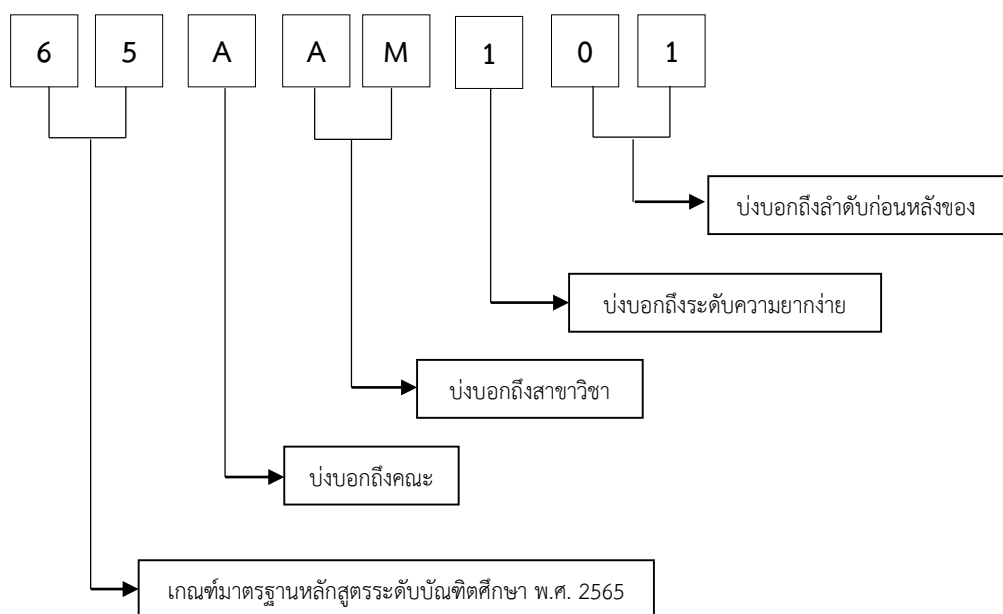 6 5 A A M 1 0 1
บ่งบอกถึงลำดับก่อนหลังของ
บ่งบอกถึงระดับความยากง่าย
บ่งบอกถึงสาขาวิชา
บ่งบอกถึงคณะ
เกณฑ์มาตรฐานหลักสูตรระดับบัณฑิตศึกษา พ.ศ. 2565